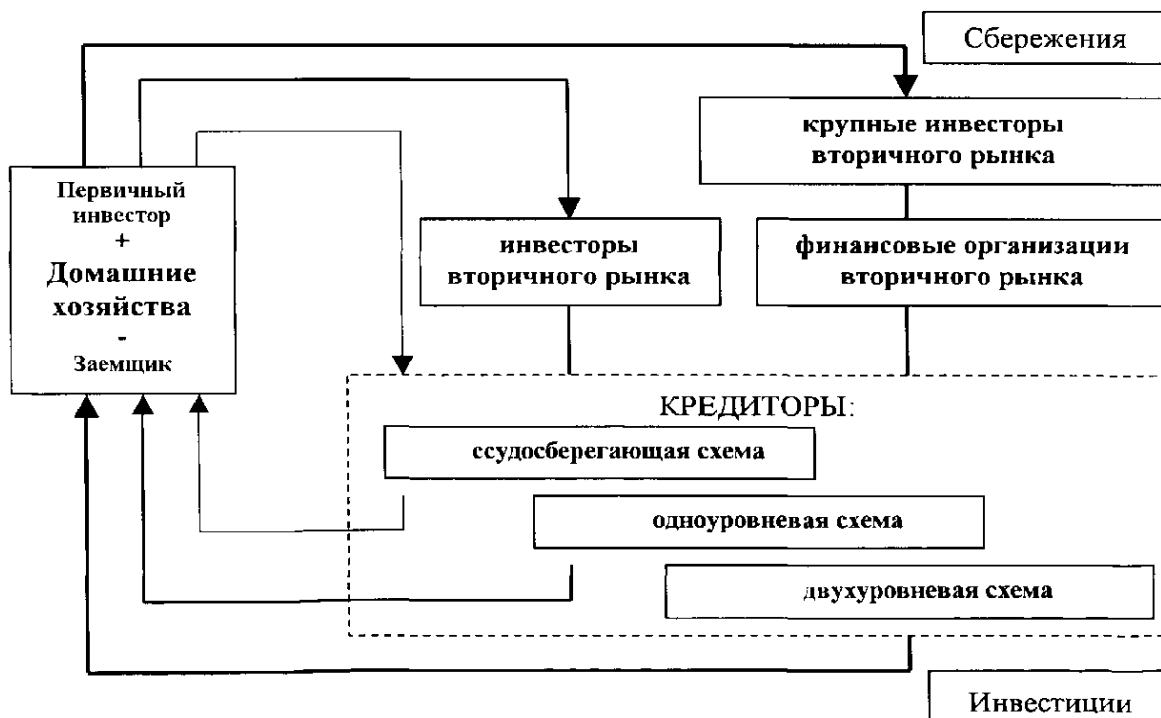 Сбережения
крупные инвесторы
вторичного рынка
Первичный
инвестор
+
Домашние
хозяйства
-
Заемщик
инвесторы
вторичного рынка
финансовые организации
вторичного рынка
КРЕДИТОРЫ:
ссудосберегающая схема
одноуровневая схема
двухуровневая схема
Инвестиции